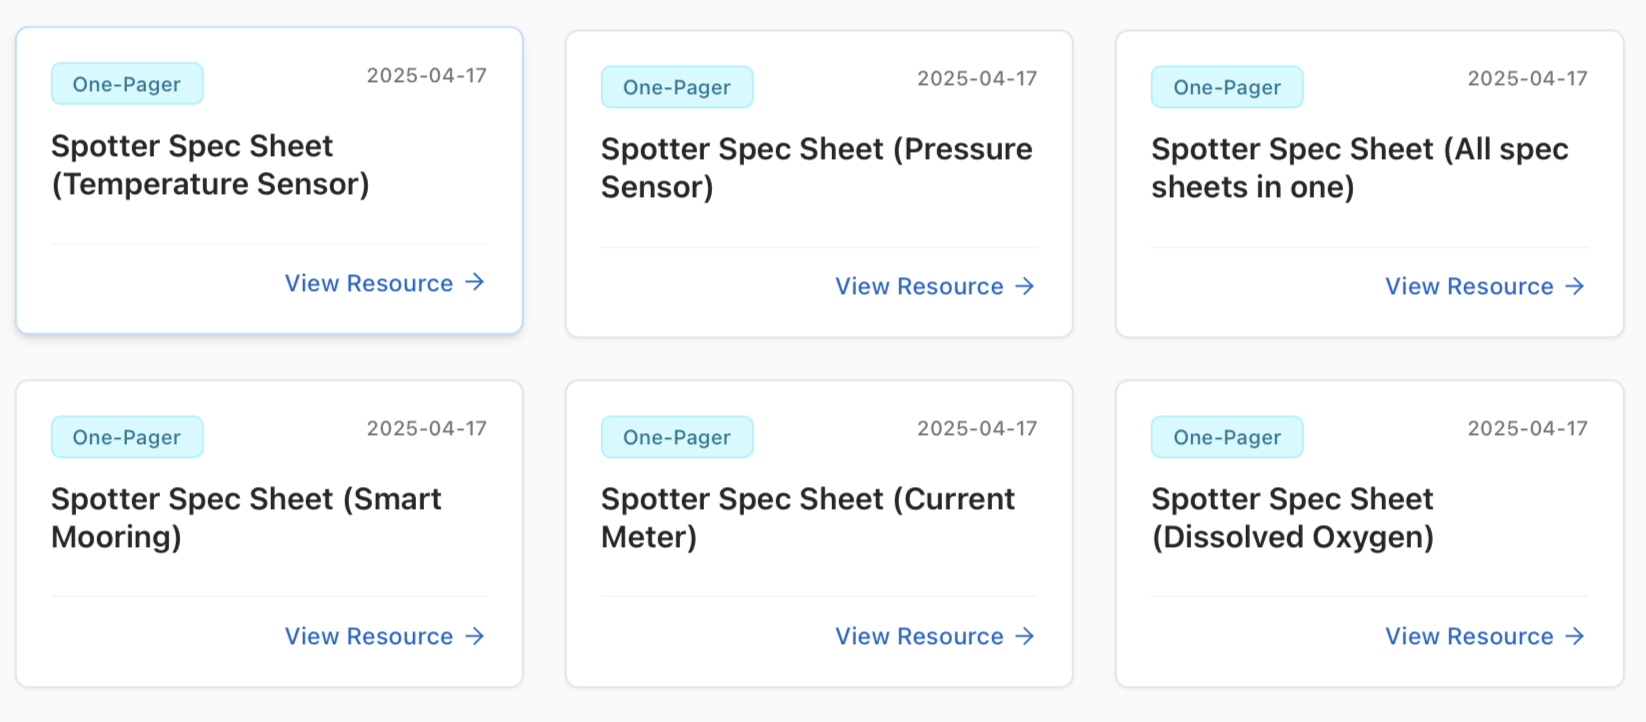 One-Pager
2025-04-17
Spotter Spec Sheet
(Temperature Sensor)
View Resource →
One-Pager
2025-04-17
Spotter Spec Sheet (Pressure
Sensor)
View Resource →
One-Pager
2025-04-17
Spotter Spec Sheet (All spec
sheets in one)
View Resource →
One-Pager
2025-04-17
Spotter Spec Sheet (Smart
Mooring)
View Resource →
One-Pager
2025-04-17
Spotter Spec Sheet (Current
Meter)
View Resource →
One-Pager
2025-04-17
Spotter Spec Sheet
(Dissolved Oxygen)
View Resource →